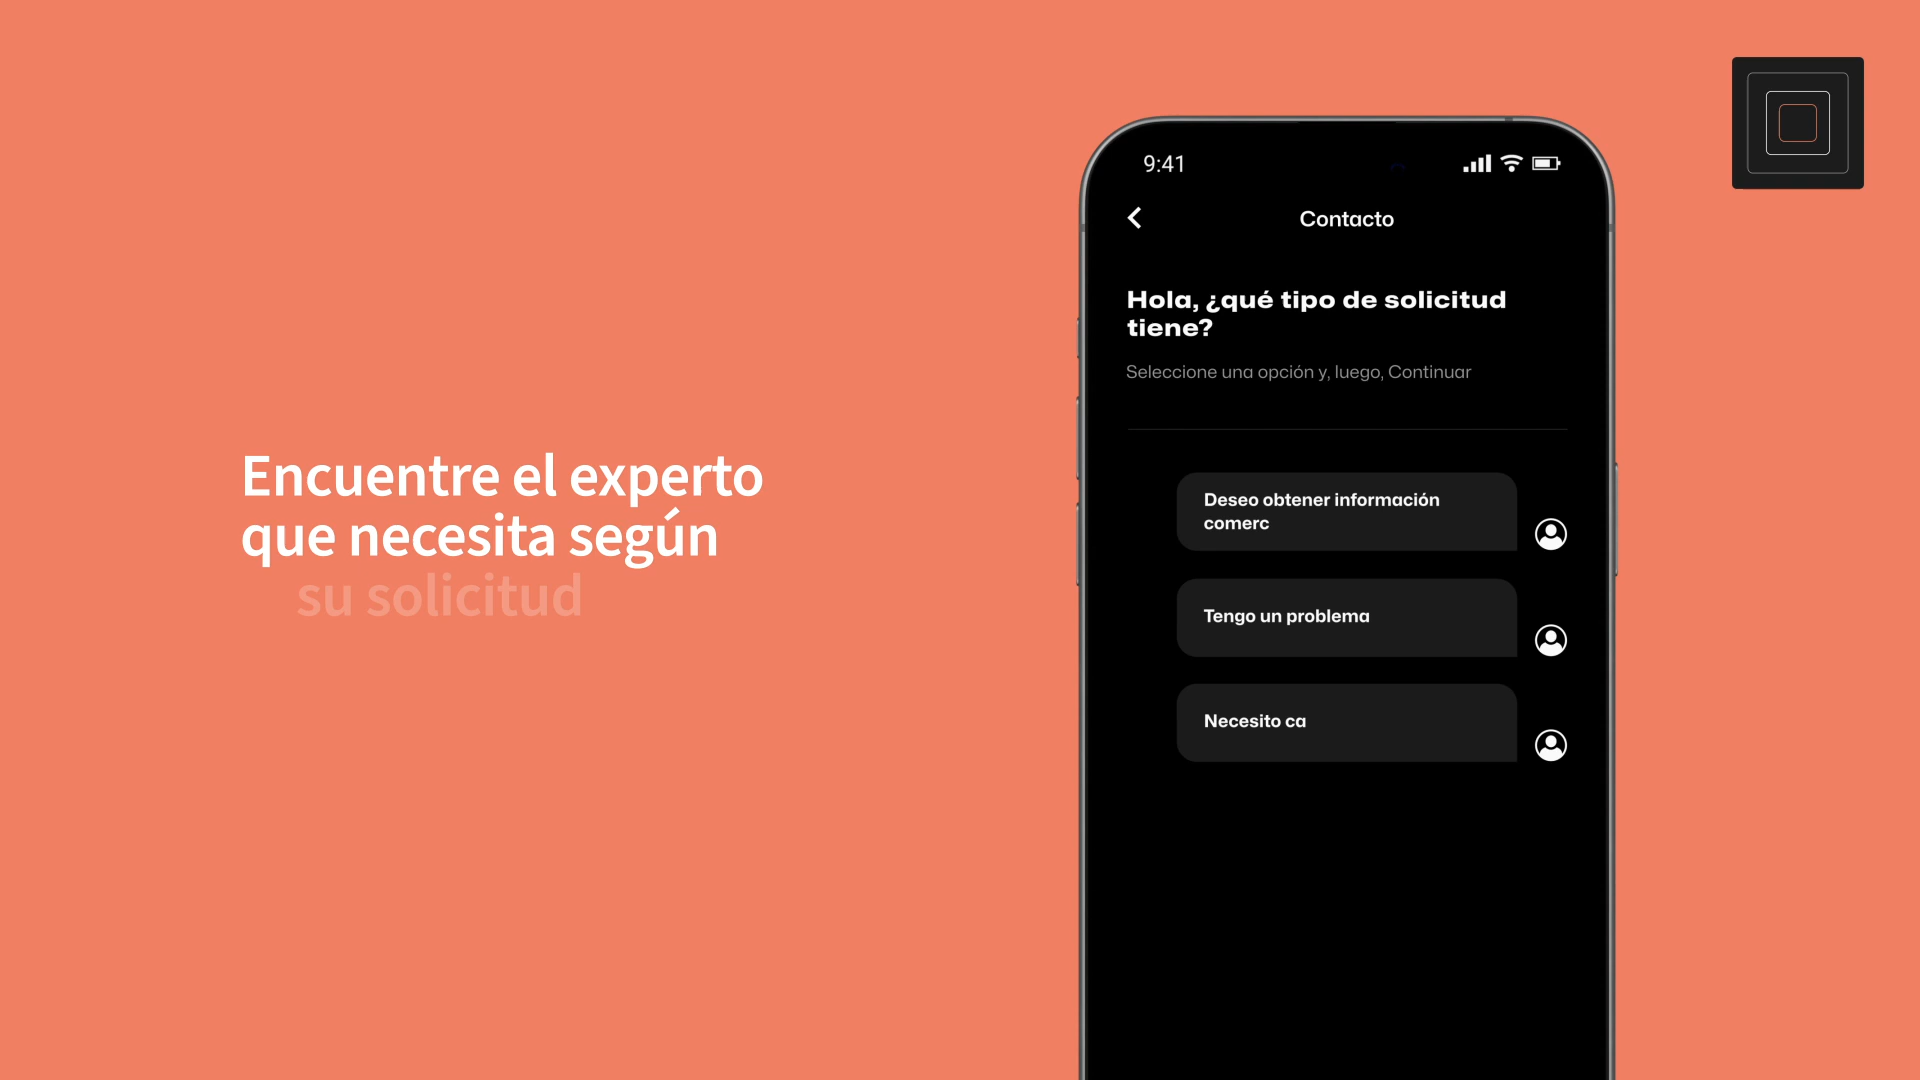 Encuentre el experto
que necesita según
su solicitud
9:41
Contacto
Hola, ¿qué tipo de solicitud
tiene?
Seleccione una opción y, luego, Continuar
Deseo obtener información
comerc
Tengo un problema
Necesito ca